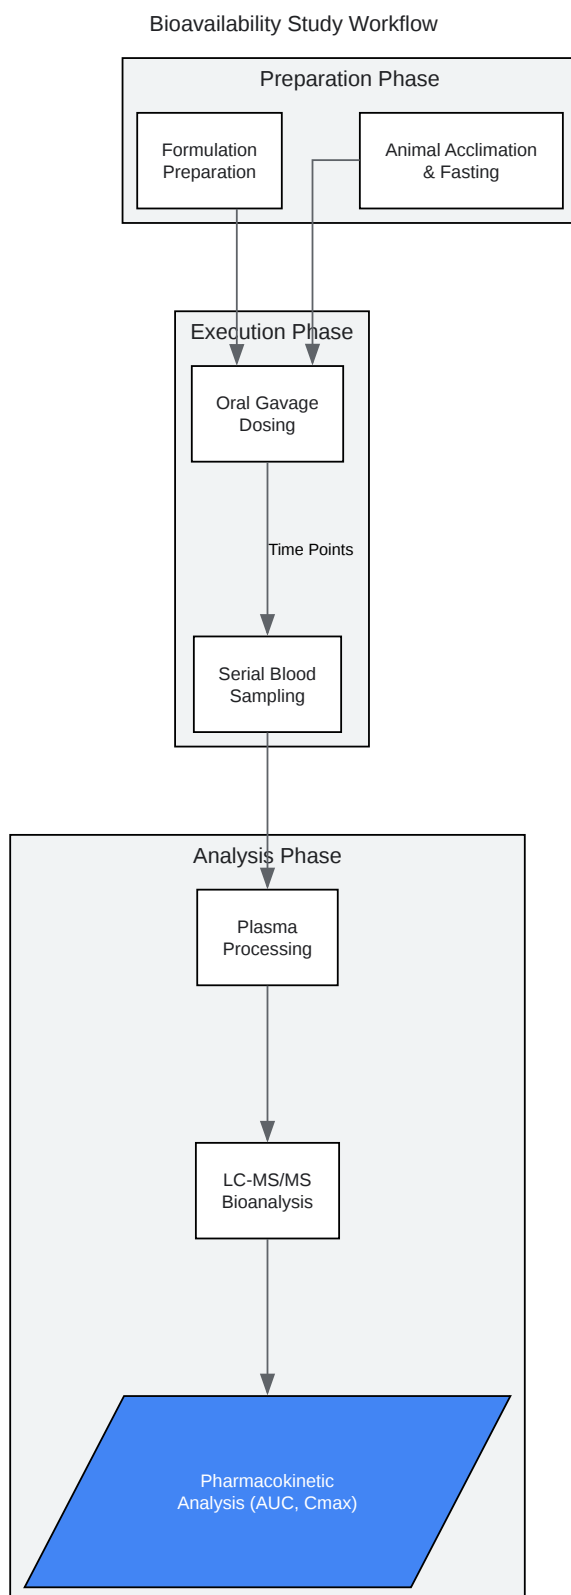 Bioavailability Study Workflow
Preparation Phase
Formulation
Preparation
Animal Acclimation
& Fasting
Execution Phase
Oral Gavage
Dosing
Time Points
Serial Blood
Sampling
Analysis Phase
Plasma
Processing
LC-MS/MS
Bioanalysis
Pharmacokinetic
Analysis (AUC, Cmax)